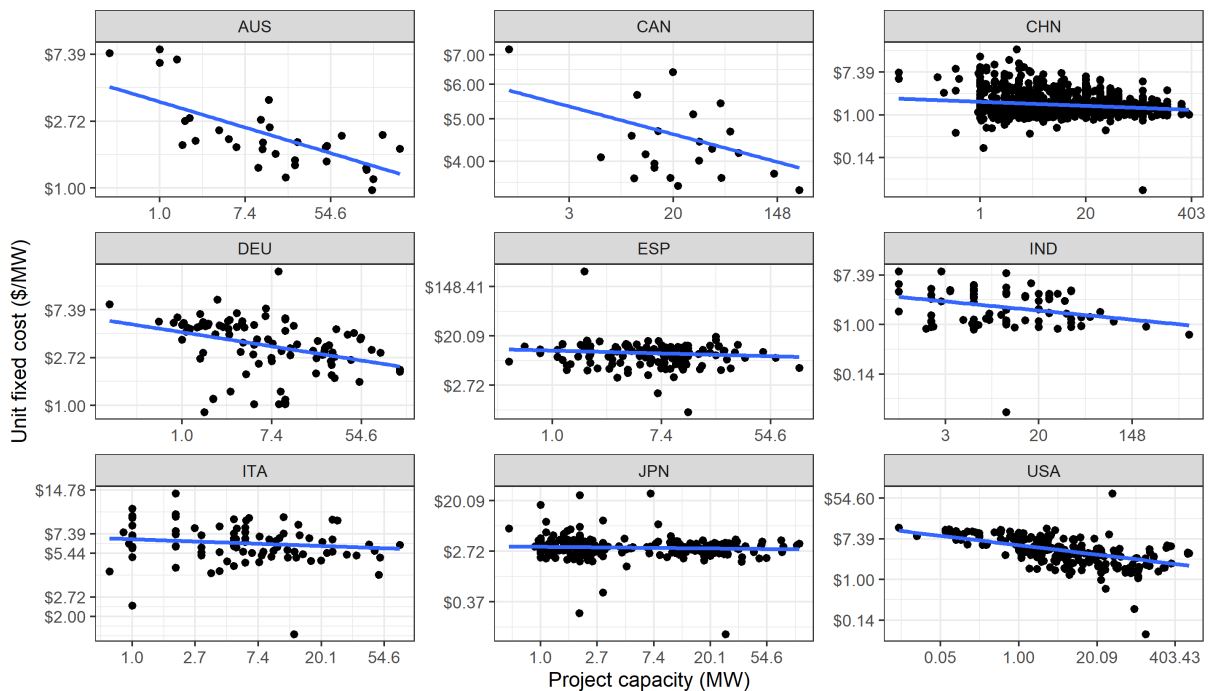 AUS
CAN
CHN
$7.39
$2.72
$1.00
1.0 7.4 54.6
$7.00
$6.00
$5.00
$4.00
3 20 148
$7.39
$1.00
$0.14
1 20 403
DEU
ESP
IND
$7.39
$2.72
$1.00
1.0 7.4 54.6
$148.41
$20.09
$2.72
1.0 7.4 54.6
$7.39
$1.00
$0.14
3 20 148
ITA
JPN
USA
$14.78
$7.39
$5.44
$2.72
$2.00
1.0 2.7 7.4 20.1 54.6
$20.09
$2.72
$0.37
1.0 2.7 7.4 20.1 54.6
$54.60
$7.39
$1.00
$0.14
0.05 1.00 20.09 403.43
Unit fixed cost ($/MW)
Project capacity (MW)